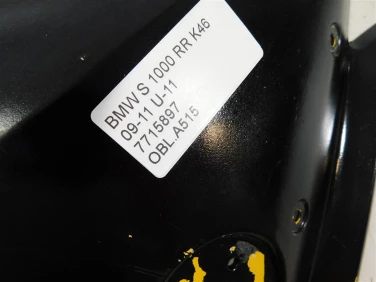 BMW S 1000 RR K46
09-11 U-11
7715897
OBL.A515